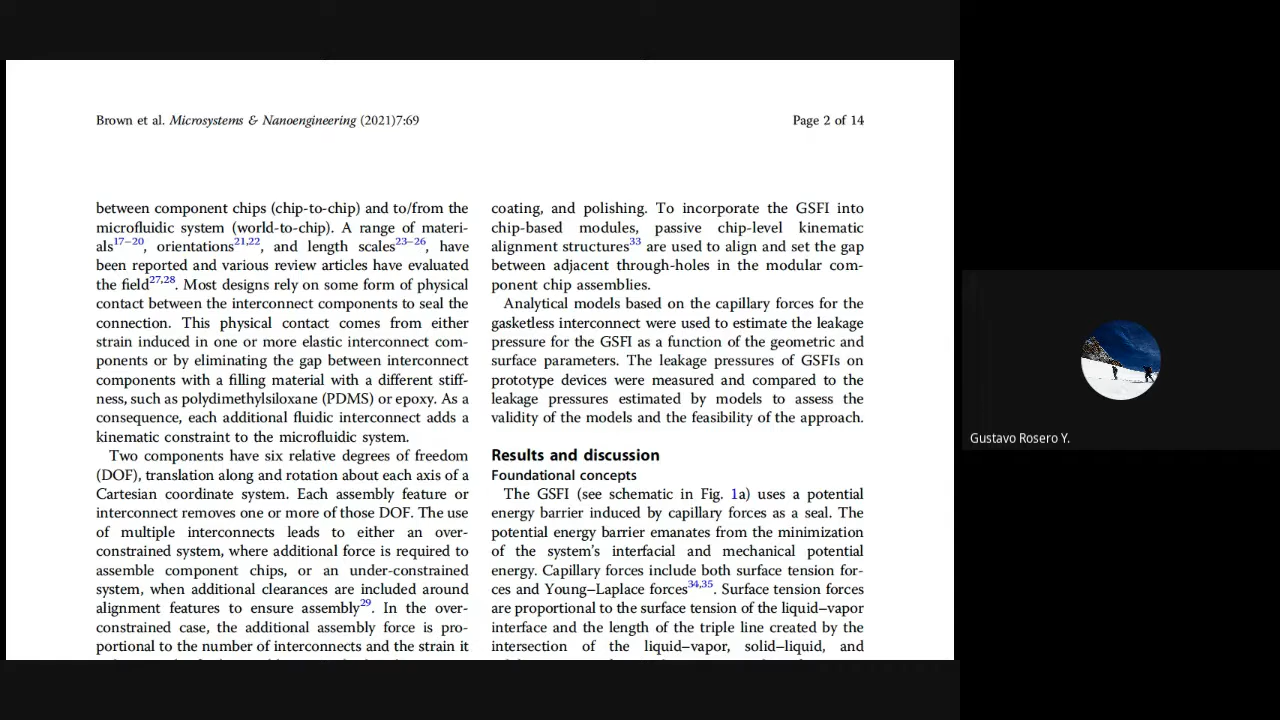 Brown et al. Microsystems & Nanoengineering (2021)7:69
Page 2 of 14
between component chips (chip-to-chip) and to/from the
microfluidic system (world-to-chip). A range of materi-
als17–20, orientations21,22, and length scales23–26, have
been reported and various review articles have evaluated
the field27,28. Most designs rely on some form of physical
contact between the interconnect components to seal the
connection. This physical contact comes from either
strain induced in one or more elastic interconnect com-
ponents or by eliminating the gap between interconnect
components with a filling material with a different stiff-
ness, such as polydimethylsiloxane (PDMS) or epoxy. As a
consequence, each additional fluidic interconnect adds a
kinematic constraint to the microfluidic system.
Two components have six relative degrees of freedom
(DOF), translation along and rotation about each axis of a
Cartesian coordinate system. Each assembly feature or
interconnect removes one or more of those DOF. The use
of multiple interconnects leads to either an over-
constrained system, where additional force is required to
assemble component chips, or an under-constrained
system, when additional clearances are included around
alignment features to ensure assembly29. In the over-
constrained case, the additional assembly force is pro-
portional to the number of interconnects and the strain it
coating, and polishing. To incorporate the GSFI into
chip-based modules, passive chip-level kinematic
alignment structures33 are used to align and set the gap
between adjacent through-holes in the modular com-
ponent chip assemblies.
Analytical models based on the capillary forces for the
gasketless interconnect were used to estimate the leakage
pressure for the GSFI as a function of the geometric and
surface parameters. The leakage pressures of GSFIs on
prototype devices were measured and compared to the
leakage pressures estimated by models to assess the
validity of the models and the feasibility of the approach.
Results and discussion
Foundational concepts
The GSFI (see schematic in Fig. 1a) uses a potential
energy barrier induced by capillary forces as a seal. The
potential energy barrier emanates from the minimization
of the system's interfacial and mechanical potential
energy. Capillary forces include both surface tension for-
ces and Young–Laplace forces34,35. Surface tension forces
are proportional to the surface tension of the liquid–vapor
interface and the length of the triple line created by the
intersection of the liquid–vapor, solid–liquid, and
Gustavo Rosero Y.